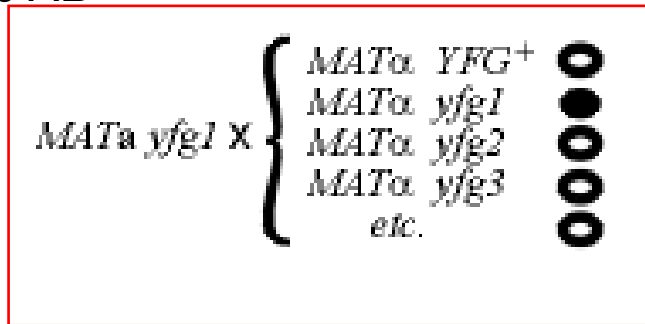 MATα YFG+
MATα yfg1
MATa yfg1 X MATα yfg2
MATα yfg3
etc.